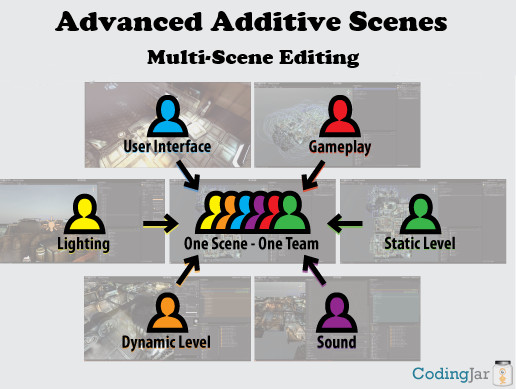 Advanced Additive Scenes
Multi-Scene Editing
User Interface
Gameplay
Lighting
One Scene - One Team
Static Level
Dynamic Level
Sound
CodingJar